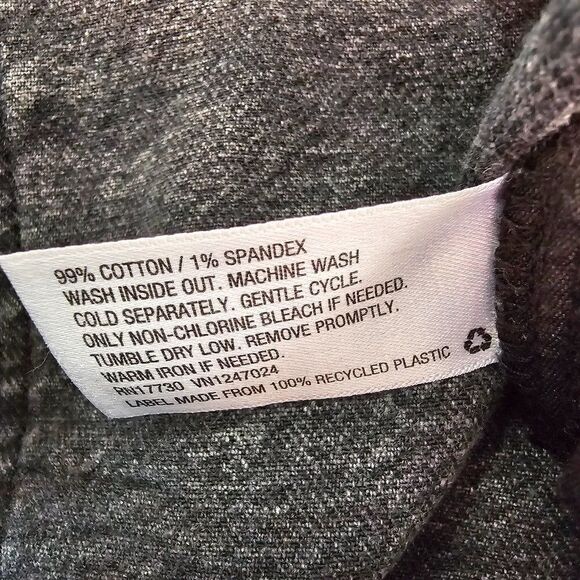 99% COTTON / 1% SPANDEX
WASH INSIDE OUT. MACHINE WASH
COLD SEPARATELY. GENTLE CYCLE.
ONLY NON-CHLORINE BLEACH IF NEEDED.
TUMBLE DRY LOW. REMOVE PROMPTLY.
WARM IRON IF NEEDED.
RN17730 VN1247024
LABEL MADE FROM 100% RECYCLED PLASTIC